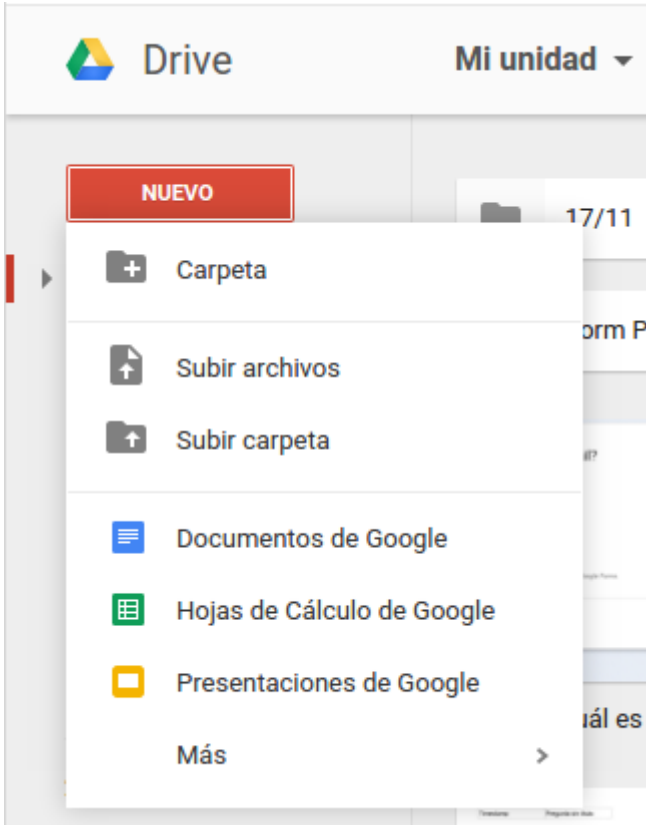 Drive
Mi unidad
NUEVO
17/11
Carpeta
orm P
Subir archivos
Subir carpeta
Documentos de Google
Hojas de Cálculo de Google
Presentaciones de Google
uál es
Más